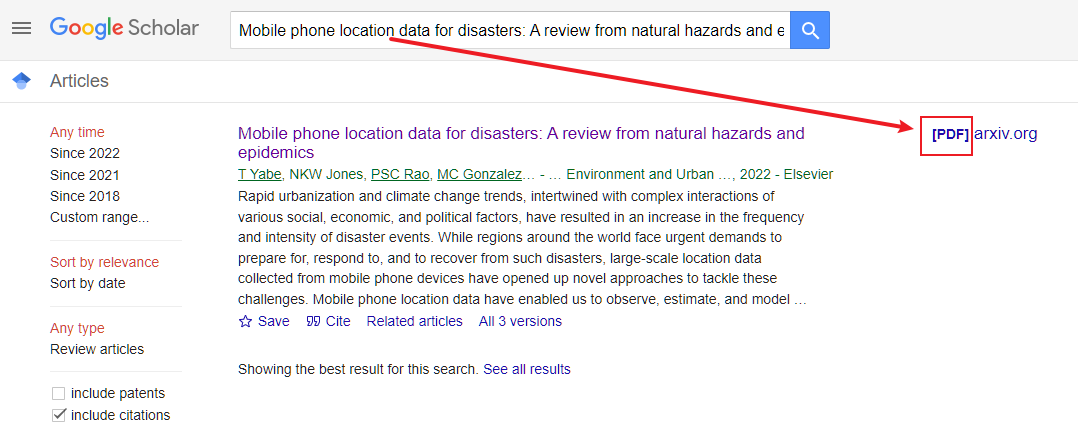 Google Scholar
Mobile phone location data for disasters: A review from natural hazards and e
Articles
Any time
Since 2022
Since 2021
Since 2018
Custom range...
Sort by relevance
Sort by date
Any type
Review articles
include patents
include citations
Mobile phone location data for disasters: A review from natural hazards and
epidemics
[PDF] arxiv.org
T Yabe, NKW Jones, PSC Rao, MC Gonzalez… - … Environment and Urban …, 2022 - Elsevier
Rapid urbanization and climate change trends, intertwined with complex interactions of
various social, economic, and political factors, have resulted in an increase in the frequency
and intensity of disaster events. While regions around the world face urgent demands to
prepare for, respond to, and to recover from such disasters, large-scale location data
collected from mobile phone devices have opened up novel approaches to tackle these
challenges. Mobile phone location data have enabled us to observe, estimate, and model …
Save Cite Related articles All 3 versions
Showing the best result for this search. See all results